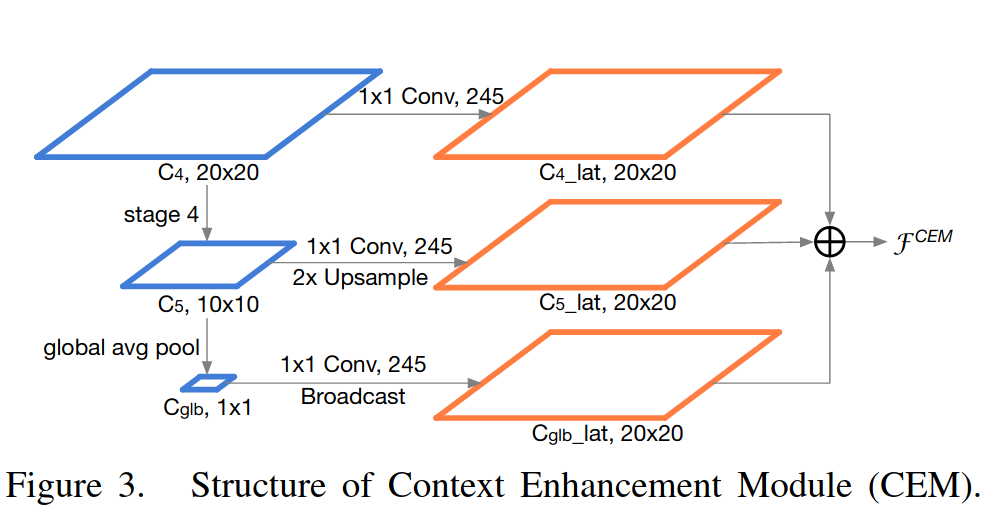 1x1 Conv, 245
C4, 20x20
C4_lat, 20x20
stage 4
1x1 Conv, 245
2x Upsample
ℱCEM
C5, 10x10
C5_lat, 20x20
global avg pool
1x1 Conv, 245
Broadcast
Cglb, 1x1
Cglb_lat, 20x20
Figure 3. Structure of Context Enhancement Module (CEM).